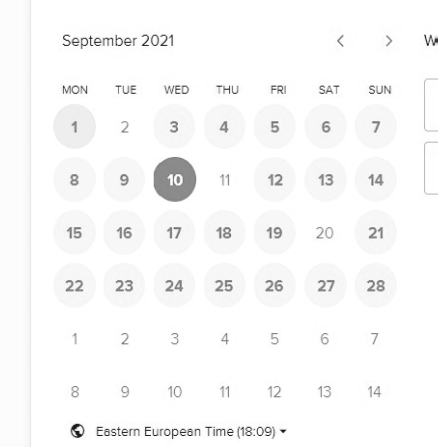 September 2021
W
MON TUE WED THU FRI SAT SUN
1 2 3 4 5 6 7
8 9 10 11 12 13 14
15 16 17 18 19 20 21
22 23 24 25 26 27 28
1 2 3 4 5 6 7
8 9 10 11 12 13 14
Eastern European Time (18:09)